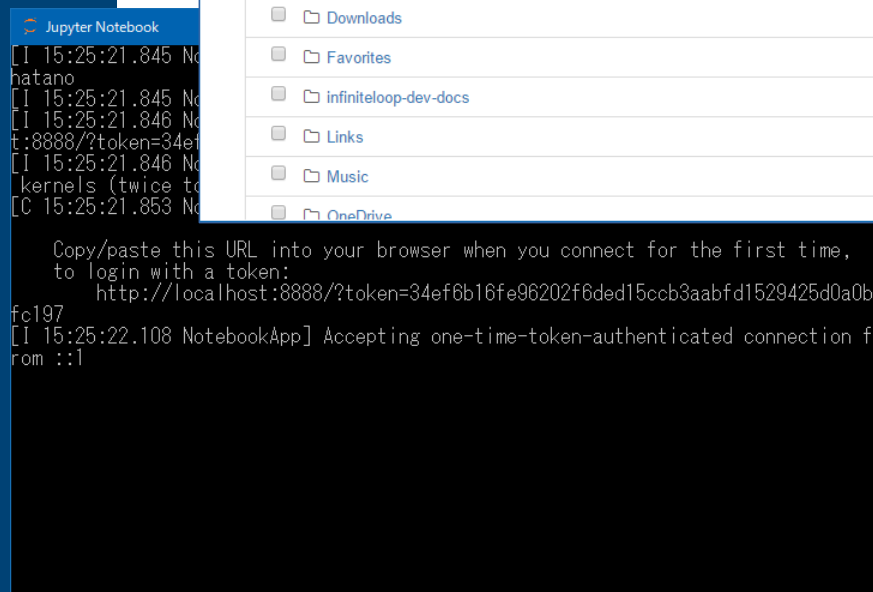 Downloads
Favorites
infiniteloop-dev-docs
Links
Music
OneDrive
Jupyter Notebook
[I 15:25:21.845 No
hatano
[I 15:25:21.845 No
[I 15:25:21.846 No
t:8888/?token=34ef
[I 15:25:21.846 No
kernels (twice to
[C 15:25:21.853 No
Copy/paste this URL into your browser when you connect for the first time,
to login with a token:
http://localhost:8888/?token=34ef6b16fe96202f6ded15ccb3aabfd1529425d0a0b
fc197
[I 15:25:22.108 NotebookApp] Accepting one-time-token-authenticated connection f
rom ::1